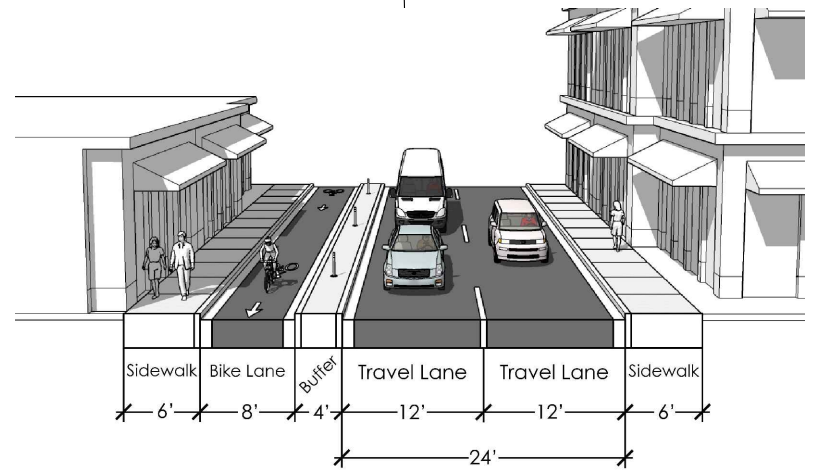 Sidewalk Bike Lane Buffer Travel Lane Travel Lane Sidewalk
6' 8' 4' 12' 12' 6'
24'